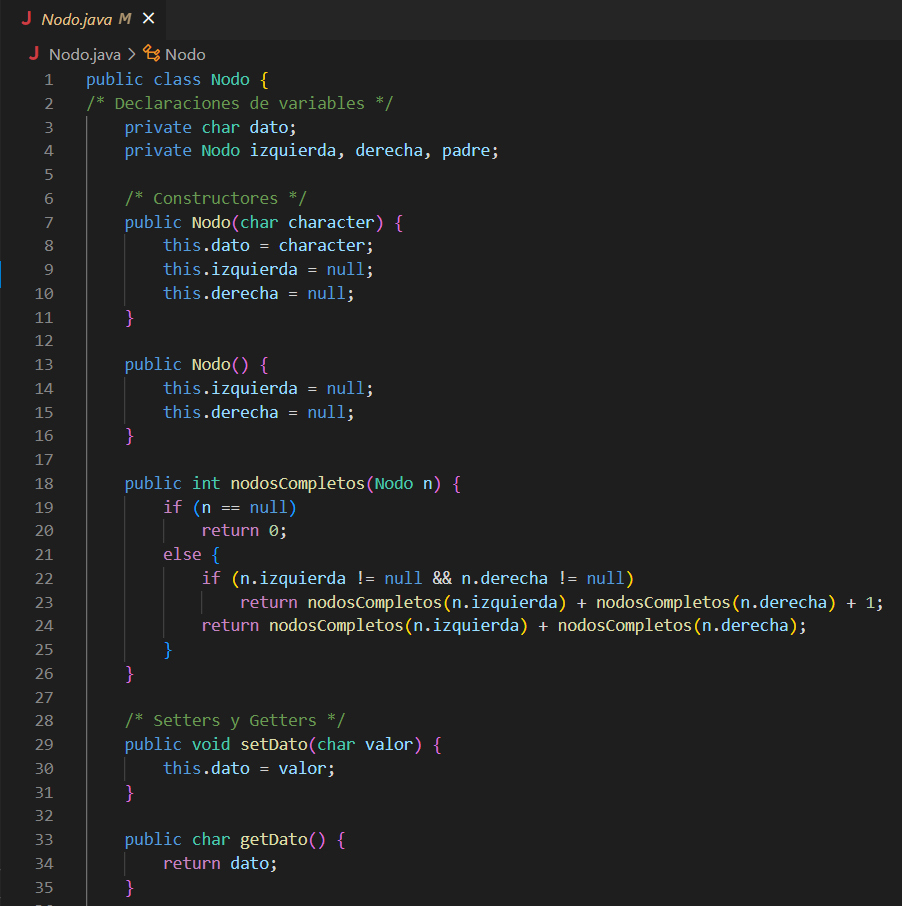 J Nodo.java M ×
J Nodo.java > Nodo
1 public class Nodo {
2 /* Declaraciones de variables */
3     private char dato;
4     private Nodo izquierda, derecha, padre;
5
6     /* Constructores */
7     public Nodo(char character) {
8         this.dato = character;
9         this.izquierda = null;
10         this.derecha = null;
11     }
12
13     public Nodo() {
14         this.izquierda = null;
15         this.derecha = null;
16     }
17
18     public int nodosCompletos(Nodo n) {
19         if (n == null)
20             return 0;
21         else {
22             if (n.izquierda != null && n.derecha != null)
23                 return nodosCompletos(n.izquierda) + nodosCompletos(n.derecha) + 1;
24             return nodosCompletos(n.izquierda) + nodosCompletos(n.derecha);
25         }
26     }
27
28     /* Setters y Getters */
29     public void setDato(char valor) {
30         this.dato = valor;
31     }
32
33     public char getDato() {
34         return dato;
35     }